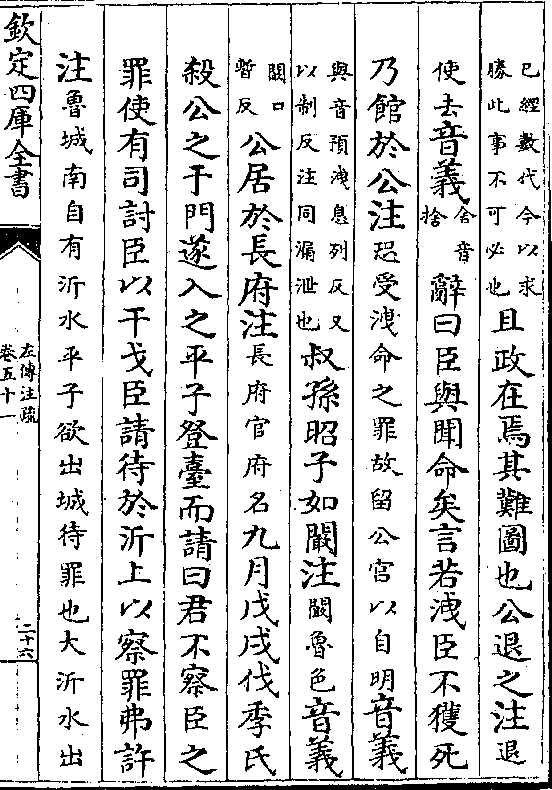 已經數代今以求
勝此事不可必也
且政在焉其難圖也公退之注退
使去音義舍音
捨
辭曰臣與聞命矣言若洩臣不獲死
乃館於公注恐受洩命之罪故留公宫以自明音義
與音預洩息列反又
以制反注同漏泄也
叔孫昭子如闞注闞魯邑音義
闞口
暫反
公居於長府注長府官府名九月戊戌伐季氏
殺公之于門遂入之平子登臺而請曰君不察臣之
罪使有司討臣以干戈臣請待於沂上以察罪弗許
注魯城南自有沂水平子欲出城待罪也大沂水出
欽定四庫全書
左傳注疏
卷五十一
二十六